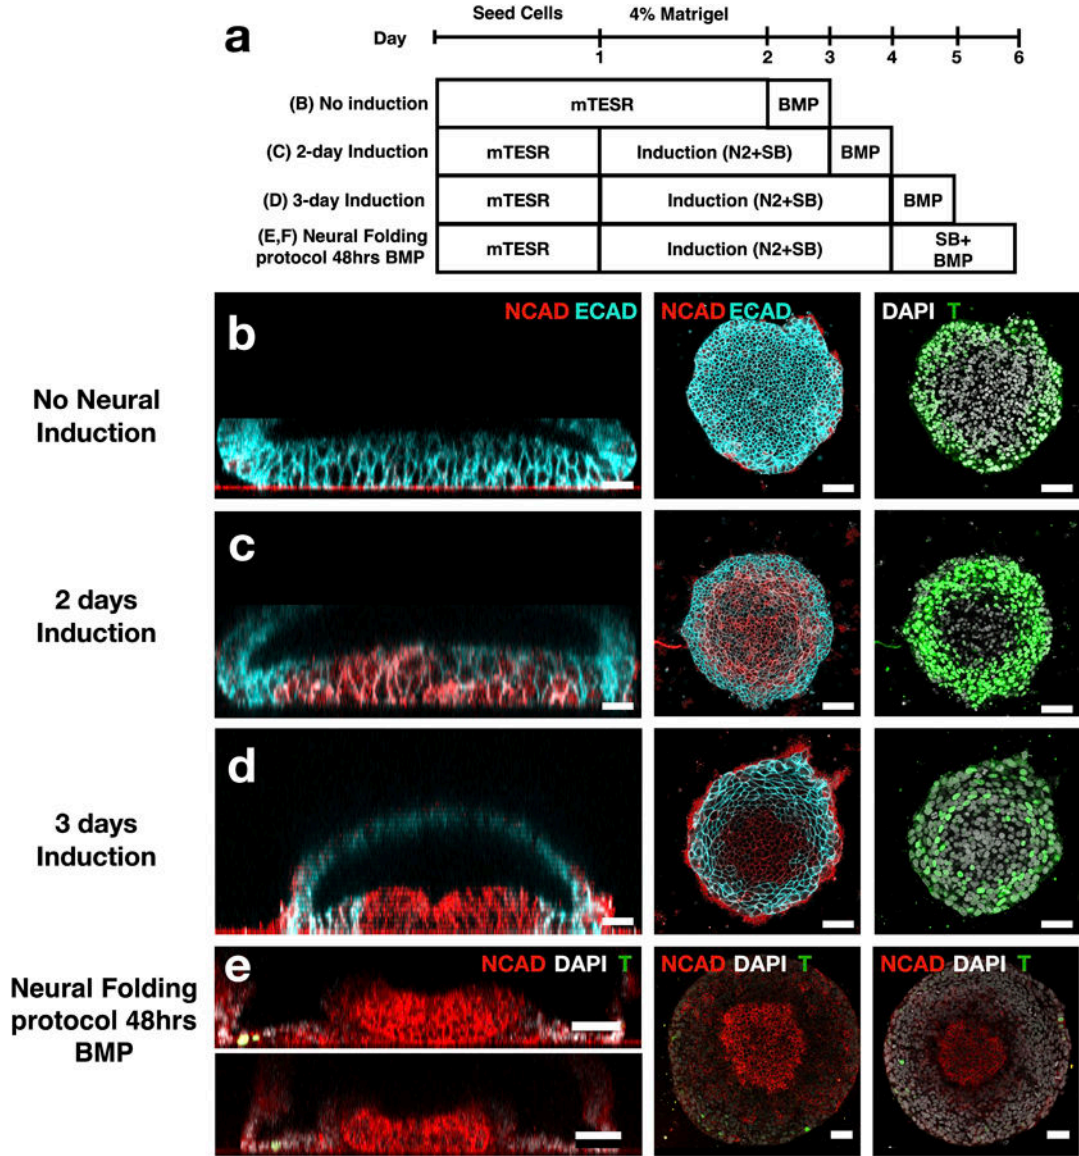 a
Seed Cells 4% Matrigel
Day
1 2 3 4 5 6
(B) No induction mTESR BMP
(C) 2-day Induction mTESR Induction (N2+SB) BMP
(D) 3-day Induction mTESR Induction (N2+SB) BMP
(E,F) Neural Folding
protocol 48hrs BMP
mTESR Induction (N2+SB) SB+
BMP
b NCAD ECAD NCAD ECAD DAPI T
No Neural
Induction
c
2 days
Induction
d
3 days
Induction
e NCAD DAPI T NCAD DAPI T NCAD DAPI T
Neural Folding
protocol 48hrs
BMP